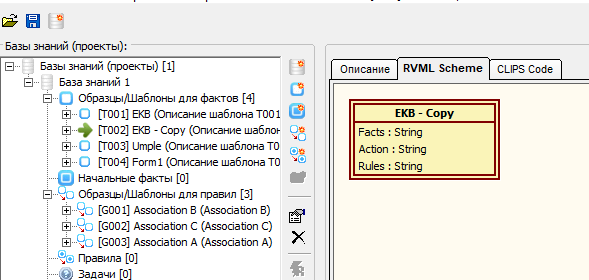 Базы знаний (проекты):
Базы знаний (проекты) [1]
База знаний 1
Образцы/Шаблоны для фактов [4]
[T001] EKB (Описание шаблона T001
[T002] EKB - Copy (Описание шаблон
[T003] Umple (Описание шаблона T0
[T004] Form1 (Описание шаблона T0
Начальные факты [0]
Образцы/Шаблоны для правил [3]
[G001] Association B (Association B)
[G002] Association C (Association C)
[G003] Association A (Association A)
Правила [0]
Задачи [0]
Описание
RVML Scheme
CLIPS Code
EKB - Copy
Facts : String
Action : String
Rules : String